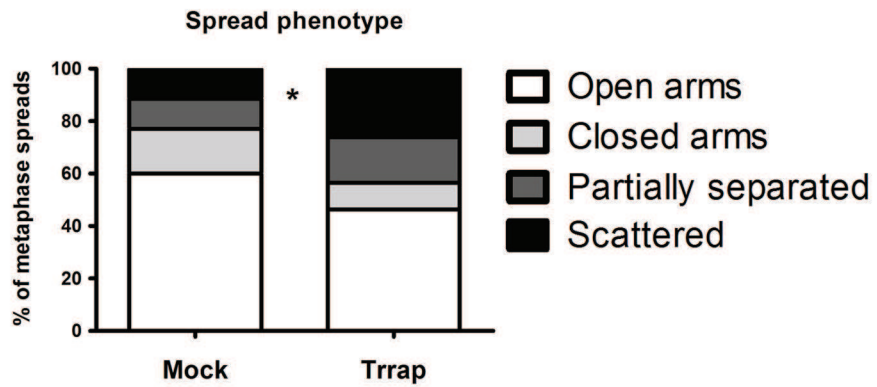 Spread phenotype
% of metaphase spreads
100
80
60
40
20
0
*
Mock
Trrap
Open arms
Closed arms
Partially separated
Scattered